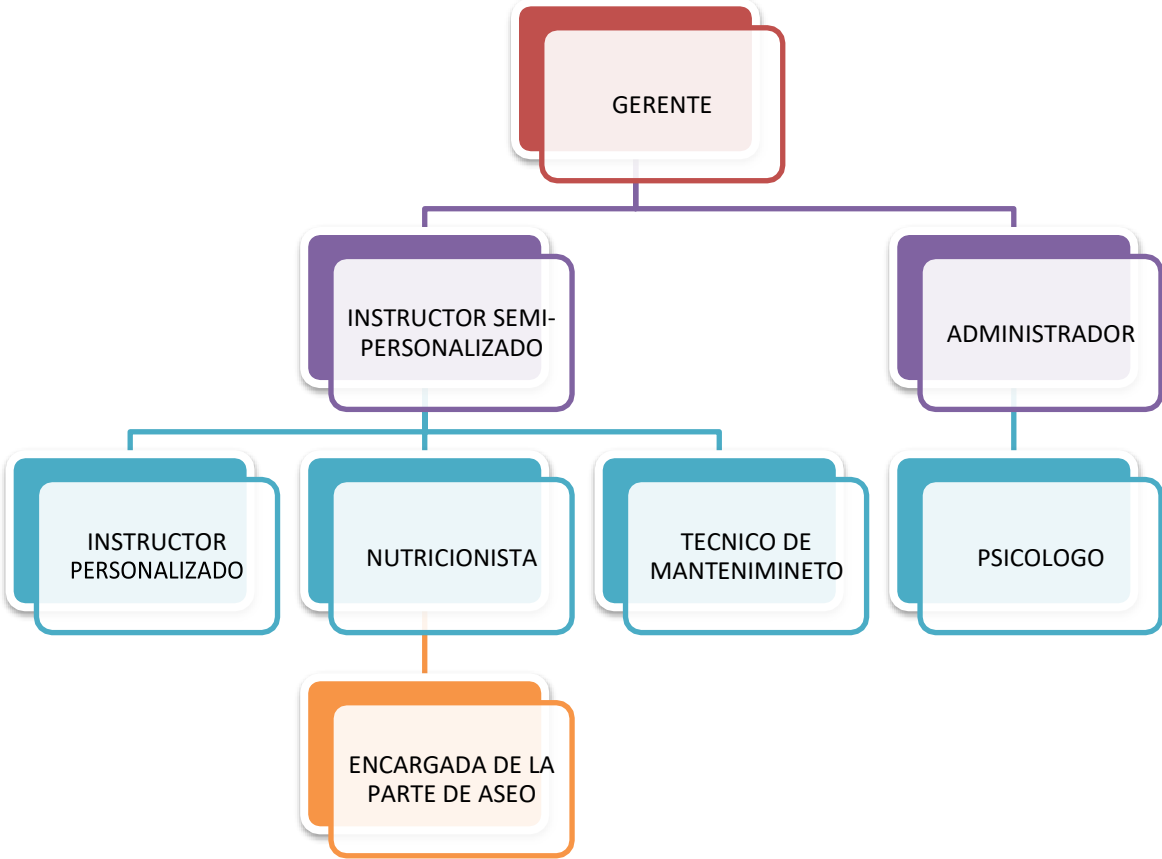 GERENTE
INSTRUCTOR SEMI-
PERSONALIZADO
ADMINISTRADOR
INSTRUCTOR
PERSONALIZADO
NUTRICIONISTA
TECNICO DE
MANTENIMINETO
PSICOLOGO
ENCARGADA DE LA
PARTE DE ASEO